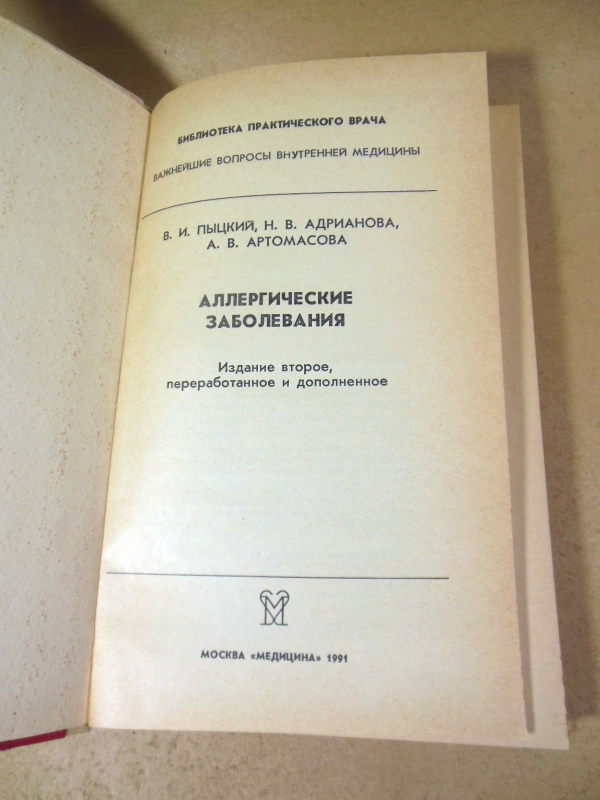 БИБЛИОТЕКА ПРАКТИЧЕСКОГО ВРАЧА
ВАЖНЕЙШИЕ ВОПРОСЫ ВНУТРЕННЕЙ МЕДИЦИНЫ
В. И. ПЫЦКИЙ, Н. В. АДРИАНОВА,
А. В. АРТОМАСОВА
АЛЛЕРГИЧЕСКИЕ
ЗАБОЛЕВАНИЯ
Издание второе,
переработанное и дополненное
МОСКВА «МЕДИЦИНА» 1991